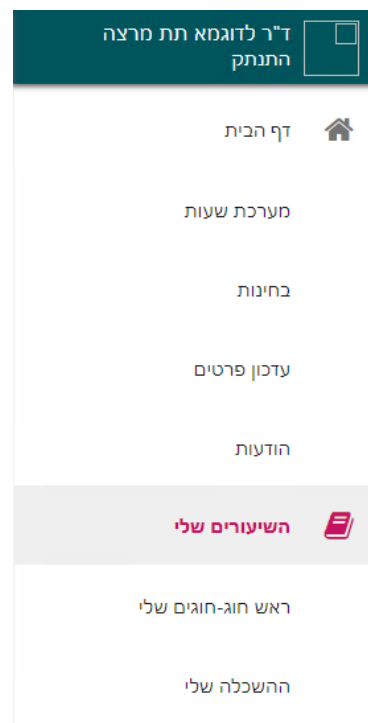 ד"ר לדוגמא תת מרצה
התנתק
דף הבית
מערכת שעות
בחינות
עדכון פרטים
הודעות
השיעורים שלי
ראש חוג-חוגים שלי
ההשכלה שלי